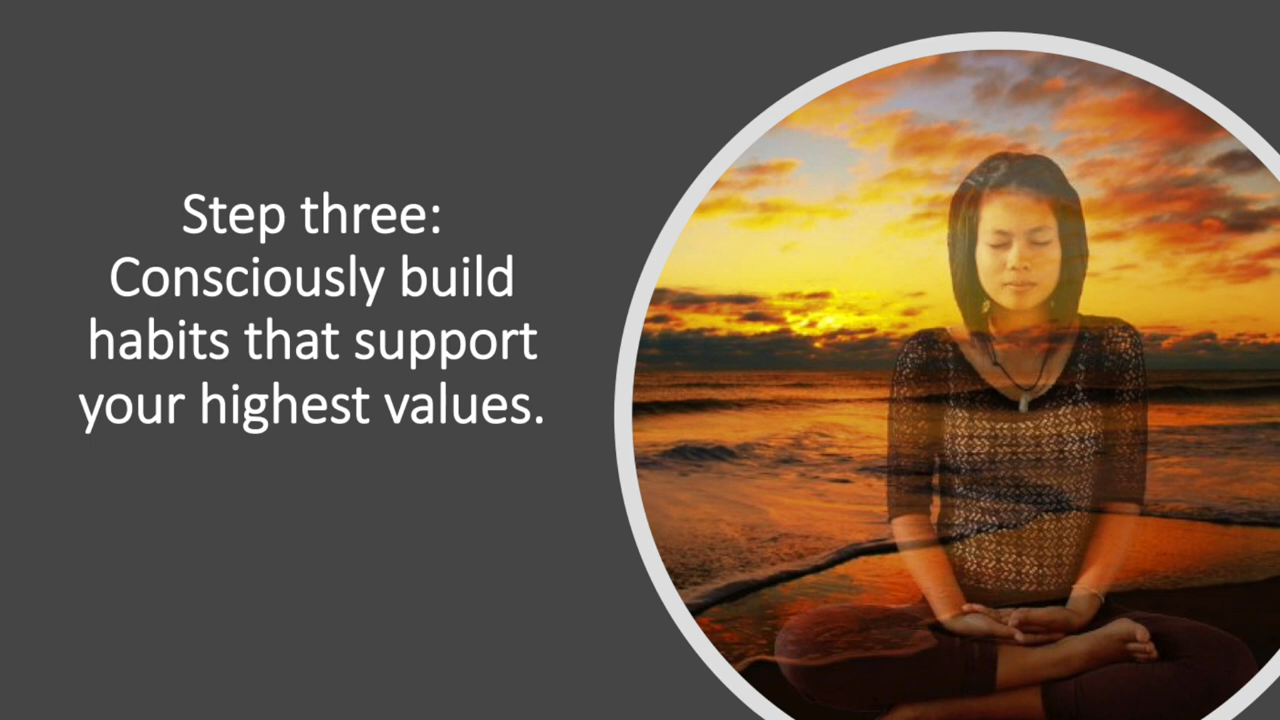 Step three:
Consciously build
habits that support
your highest values.